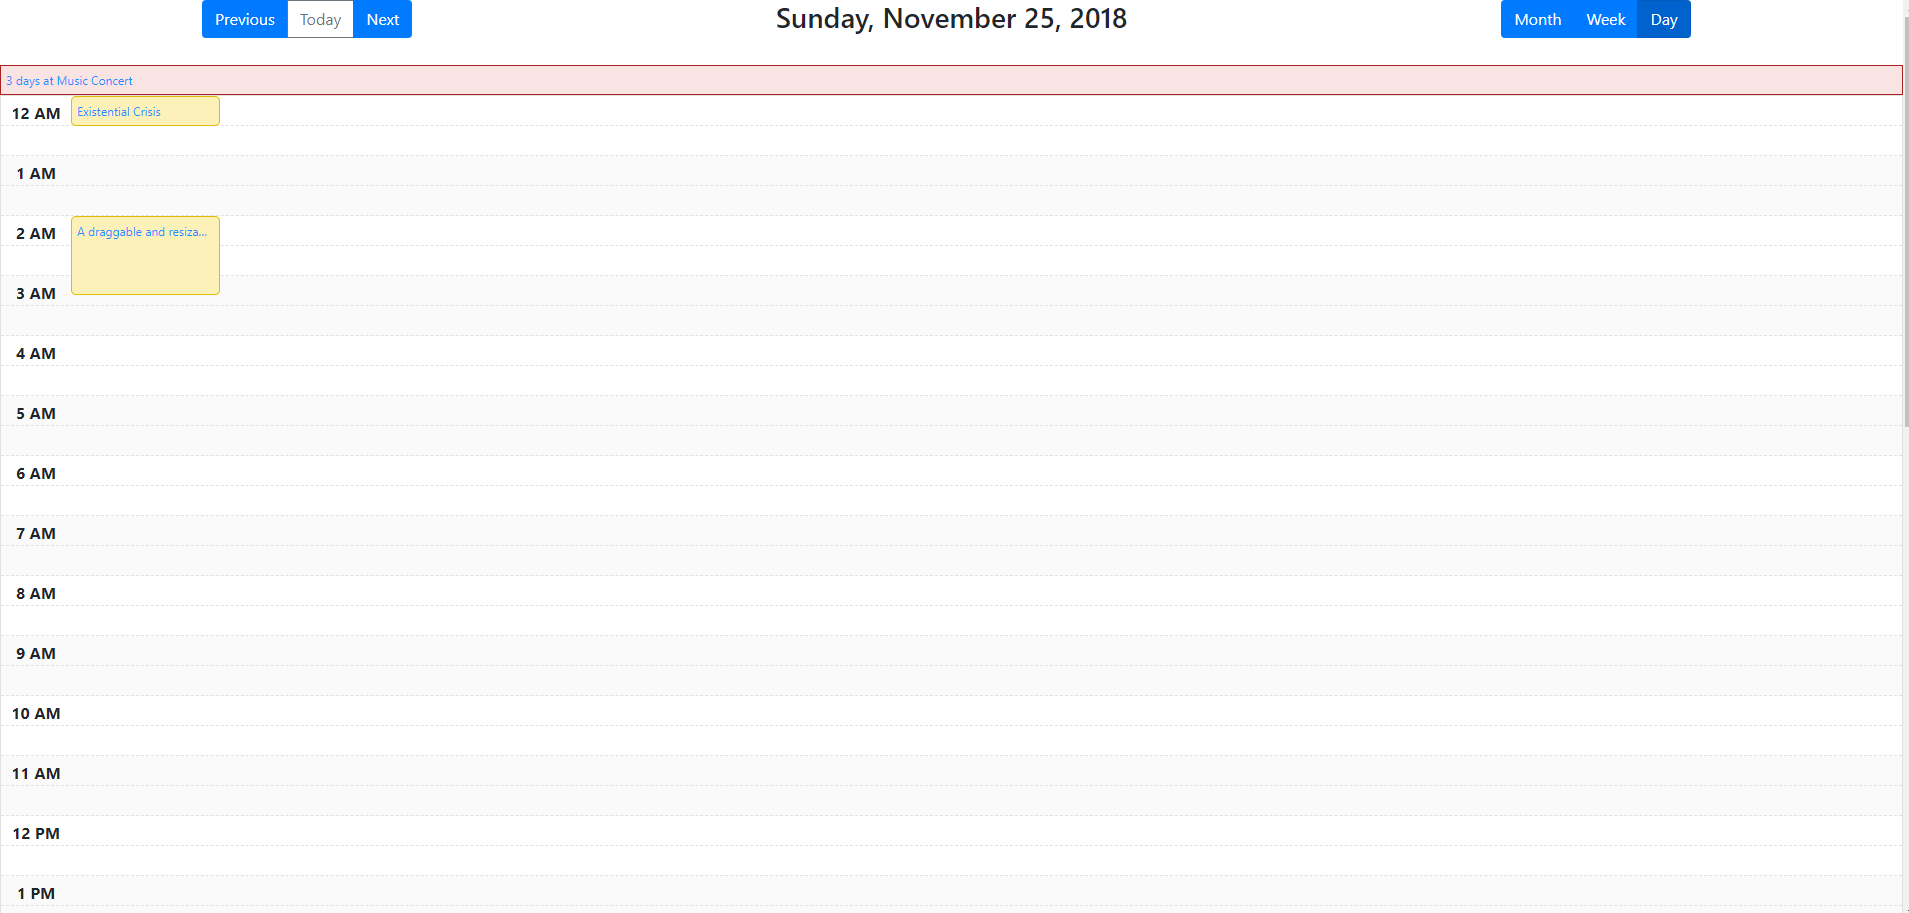 Previous Today Next Sunday, November 25, 2018 Month Week Day
3 days at Music Concert
12 AM Existential Crisis
1 AM
2 AM A draggable and resiza...
3 AM
4 AM
5 AM
6 AM
7 AM
8 AM
9 AM
10 AM
11 AM
12 PM
1 PM